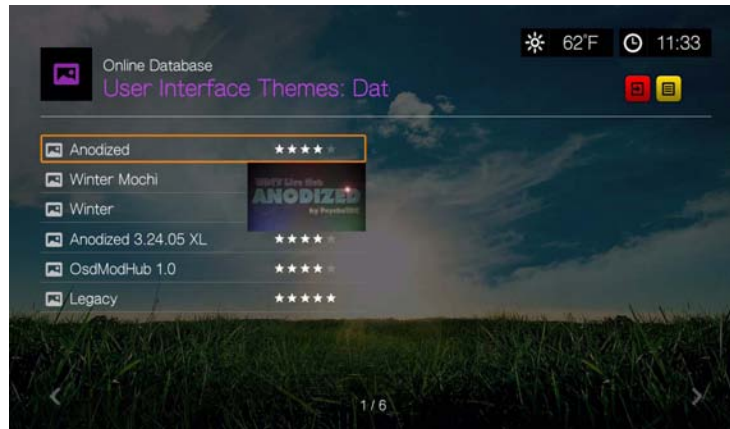 62°F 11:33
Online Database
User Interface Themes: Dat
Anodized
Winter Mochi
ANODIZED
Winter
Anodized 3.24.05 XL
OsdModHub 1.0
Legacy
1 / 6